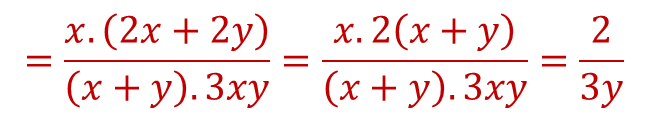 = x.(2x + 2y) / (x + y).3xy = x.2(x + y) / (x + y).3xy = 2 / 3y